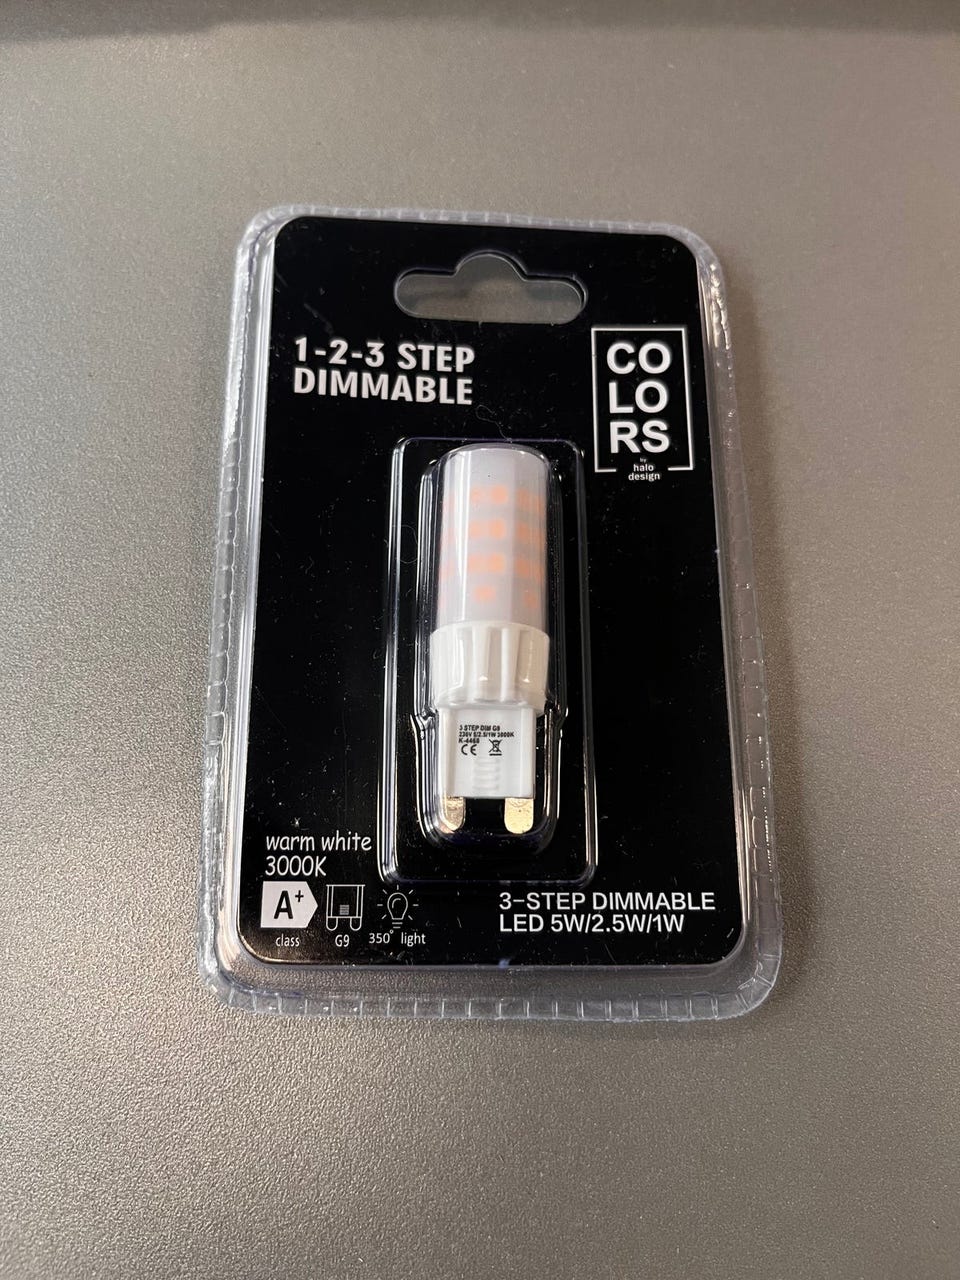 1-2-3 STEP
DIMMABLE
CO
LO
RS
by
halo
design
3 STEP DIM G9
230V 5/2.5/1W 3000K
K-4468
CE
warm white
3000K
A+
class
G9
350° light
3-STEP DIMMABLE
LED 5W/2.5W/1W